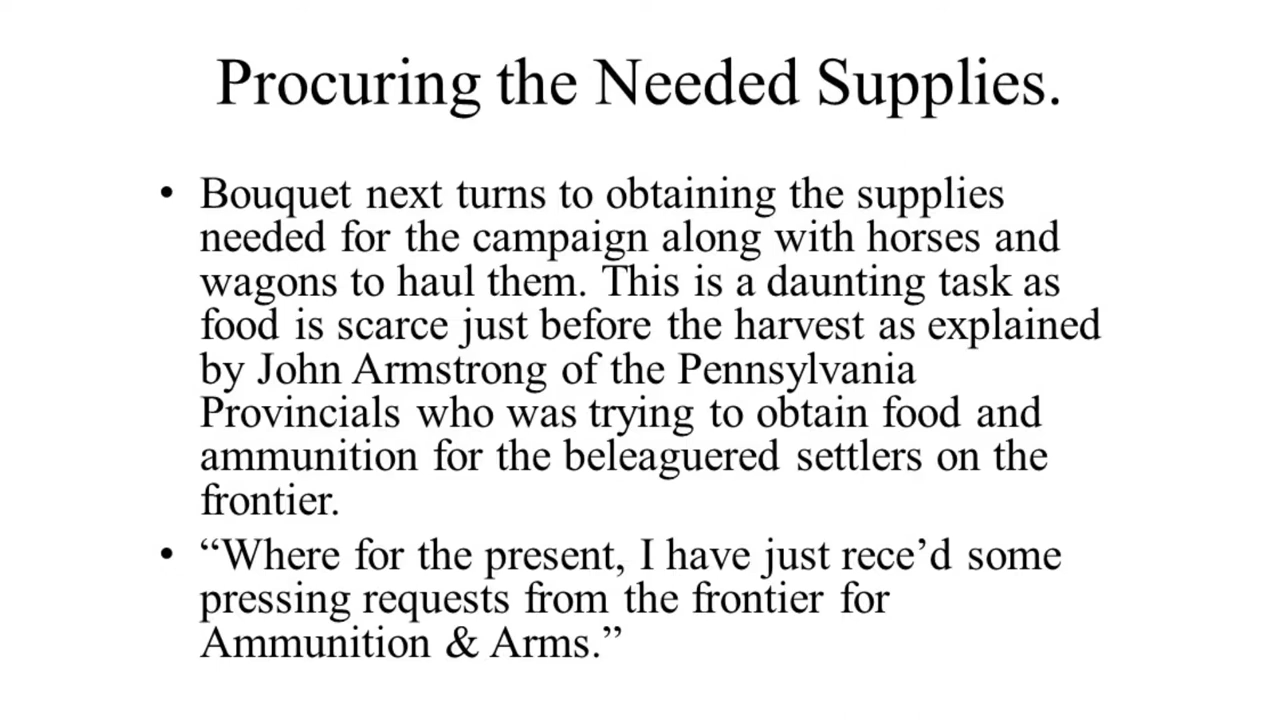 Procuring the Needed Supplies.
• Bouquet next turns to obtaining the supplies
needed for the campaign along with horses and
wagons to haul them. This is a daunting task as
food is scarce just before the harvest as explained
by John Armstrong of the Pennsylvania
Provincials who was trying to obtain food and
ammunition for the beleaguered settlers on the
frontier.
• “Where for the present, I have just rece’d some
pressing requests from the frontier for
Ammunition & Arms.”